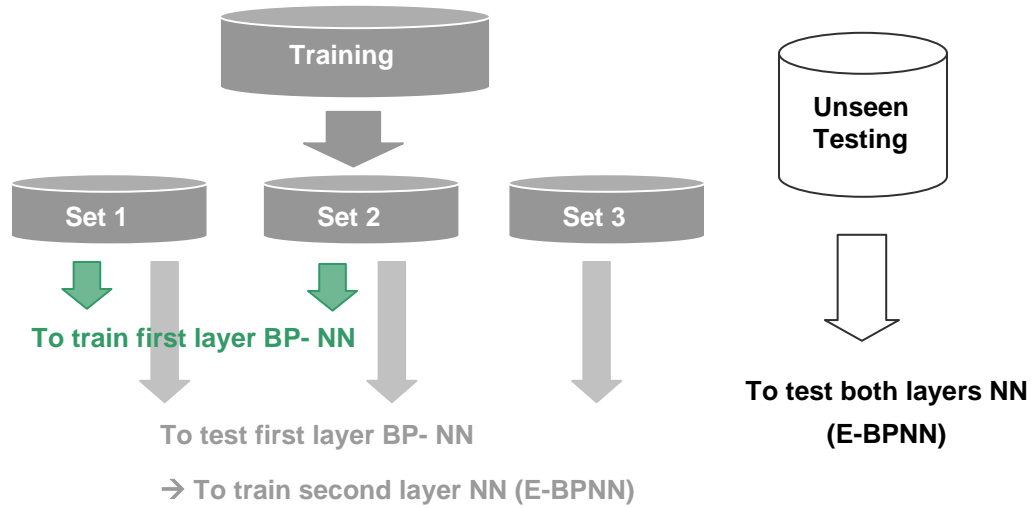 Training
Unseen
Testing
Set 1
Set 2
Set 3
To train first layer BP- NN
To test both layers NN
(E-BPNN)
To test first layer BP- NN
→ To train second layer NN (E-BPNN)